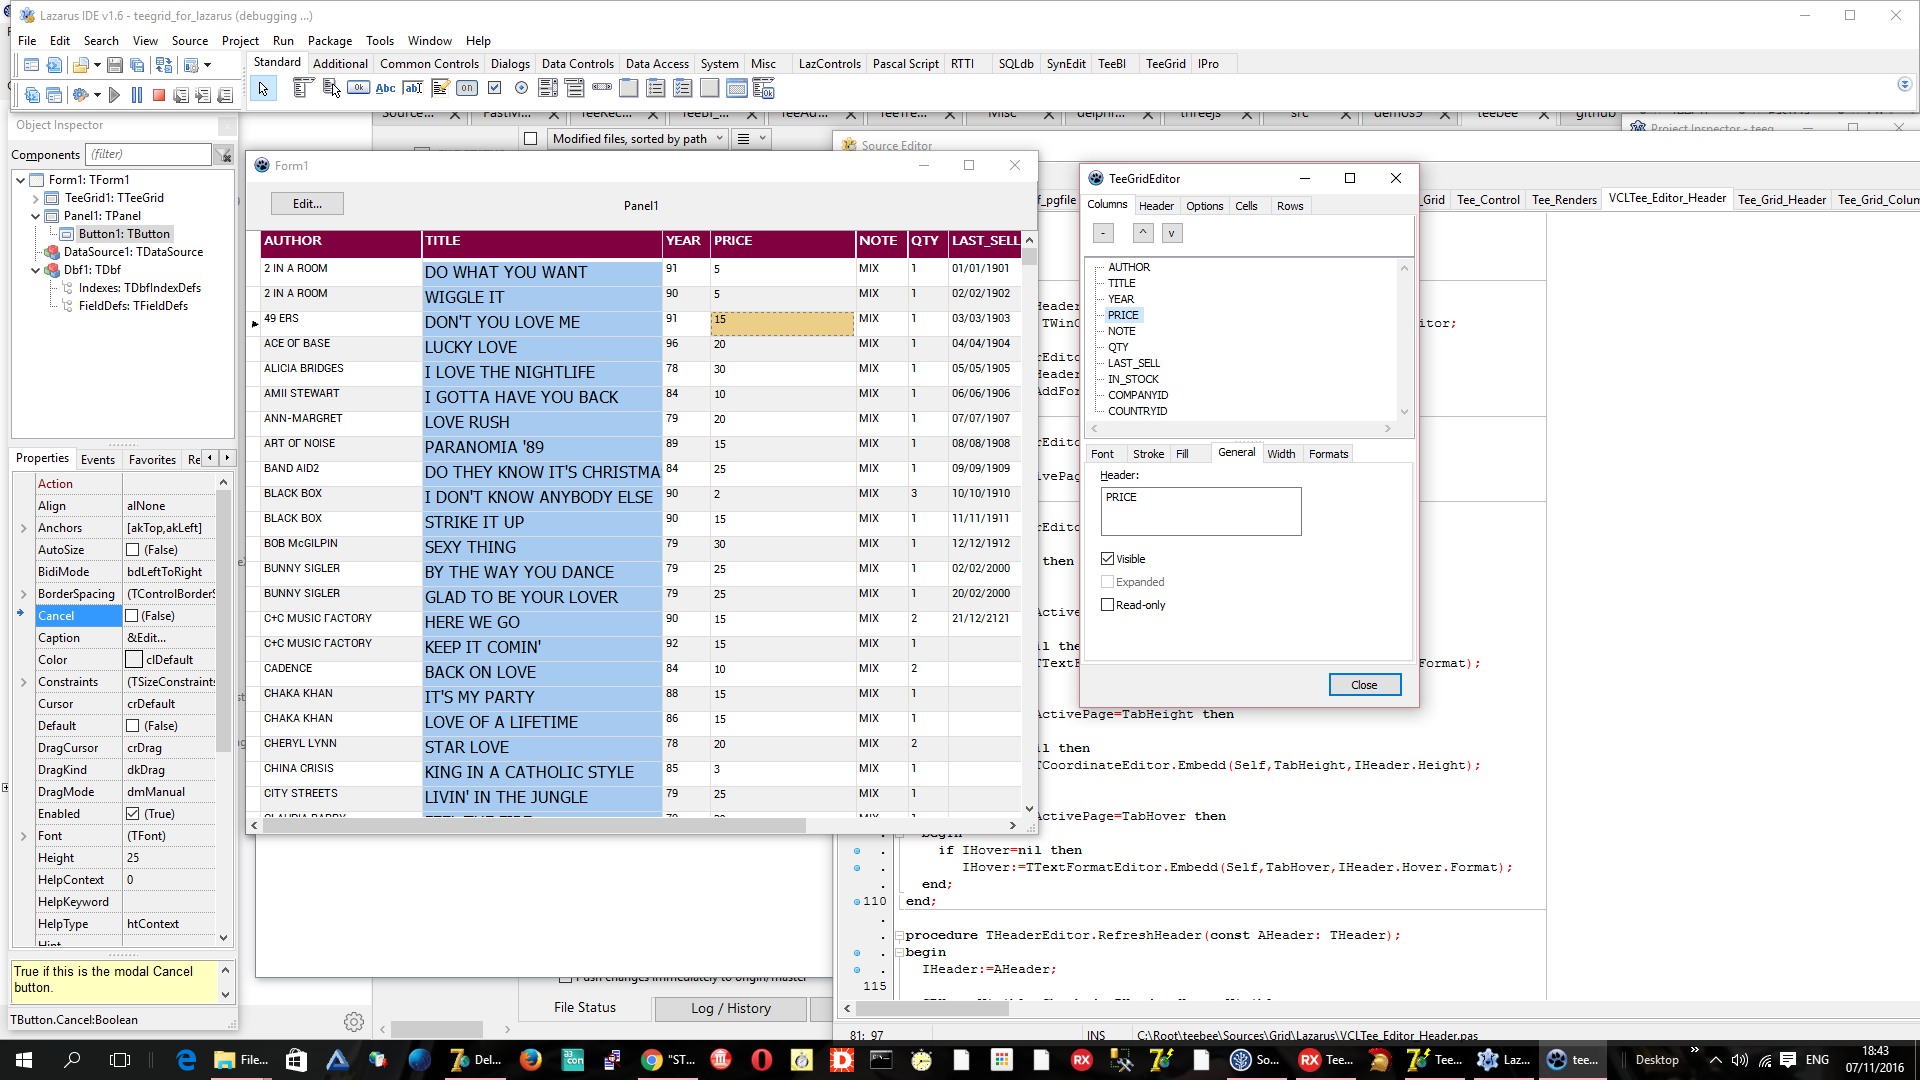 Lazarus IDE v1.6 - teegrid_for_lazarus (debugging ...)
File Edit Search View Source Project Run Package Tools Window Help
Standard Additional Common Controls Dialogs Data Controls Data Access System Misc LazControls Pascal Script RTTI SQLdb SynEdit TeeBI TeeGrid IPro
Object Inspector
Components (filter)
Form1: TForm1
TeeGrid1: TTeeGrid
Panel1: TPanel
Button1: TButton
DataSource1: TDataSource
Dbf1: TDbf
Indexes: TDbfIndexDefs
FieldDefs: TFieldDefs
Properties Events Favorites Re
Action
Align alNone
Anchors [akTop,akLeft]
AutoSize (False)
BidiMode bdLeftToRight
BorderSpacing (TControlBorderS
Cancel (False)
Caption &Edit...
Color clDefault
Constraints (TSizeConstraints
Cursor crDefault
Default (False)
DragCursor crDrag
DragKind dkDrag
DragMode dmManual
Enabled (True)
Font (TFont)
Height 25
HelpContext 0
HelpKeyword
HelpType htContext
Hint
True if this is the modal Cancel
button.
TButton.Cancel:Boolean
Modified files, sorted by path
Form1
Edit...
Panel1
AUTHOR TITLE YEAR PRICE NOTE QTY LAST_SELL
2 IN A ROOM DO WHAT YOU WANT 91 5 MIX 1 01/01/1901
2 IN A ROOM WIGGLE IT 90 5 MIX 1 02/02/1902
49 ERS DON'T YOU LOVE ME 91 15 MIX 1 03/03/1903
ACE OF BASE LUCKY LOVE 96 20 MIX 1 04/04/1904
ALICIA BRIDGES I LOVE THE NIGHTLIFE 78 30 MIX 1 05/05/1905
AMII STEWART I GOTTA HAVE YOU BACK 84 10 MIX 1 06/06/1906
ANN-MARGRET LOVE RUSH 79 20 MIX 1 07/07/1907
ART OF NOISE PARANOMIA '89 89 15 MIX 1 08/08/1908
BAND AID2 DO THEY KNOW IT'S CHRISTMA 84 25 MIX 1 09/09/1909
BLACK BOX I DON'T KNOW ANYBODY ELSE 90 2 MIX 3 10/10/1910
BLACK BOX STRIKE IT UP 90 15 MIX 1 11/11/1911
BOB McGILPIN SEXY THING 79 30 MIX 1 12/12/1912
BUNNY SIGLER BY THE WAY YOU DANCE 79 25 MIX 1 02/02/2000
BUNNY SIGLER GLAD TO BE YOUR LOVER 79 25 MIX 1 20/02/2000
C+C MUSIC FACTORY HERE WE GO 90 15 MIX 2 21/12/2121
C+C MUSIC FACTORY KEEP IT COMIN' 92 15 MIX 1
CADENCE BACK ON LOVE 84 10 MIX 2
CHAKA KHAN IT'S MY PARTY 88 15 MIX 1
CHAKA KHAN LOVE OF A LIFETIME 86 15 MIX 1
CHERYL LYNN STAR LOVE 78 20 MIX 2
CHINA CRISIS KING IN A CATHOLIC STYLE 85 3 MIX 1
CITY STREETS LIVIN' IN THE JUNGLE 79 25 MIX 1
Push changes immediately to origin/master
File Status Log / History
Source Editor
Project Inspector - teeg
f_pgfile _Grid Tee_Control Tee_Renders VCLTee_Editor_Header Tee_Grid_Header Tee_Grid_Colum
TeeGridEditor
Columns Header Options Cells Rows
- ^ v
AUTHOR
TITLE
YEAR
PRICE
NOTE
QTY
LAST_SELL
IN_STOCK
COMPANYID
COUNTRYID
Font Stroke Fill General Width Formats
Header:
PRICE
Visible
Expanded
Read-only
Close
ActivePage=TabHeight then
il then
TCoordinateEditor.Embedd(Self,TabHeight,IHeader.Height);
ActivePage=TabHover then
begin
if IHover=nil then
IHover:=TTextFormatEditor.Embedd(Self,TabHover,IHeader.Hover.Format);
end;
110 end;
procedure THeaderEditor.RefreshHeader(const AHeader: THeader);
begin
IHeader:=AHeader;
115
81: 97 INS C:\Root\teebee\Sources\Grid\Lazarus\VCLTee_Editor_Header.pas
File... Del... "ST... So... Tee... Tee... Laz... tee... Desktop ENG
18:43
07/11/2016